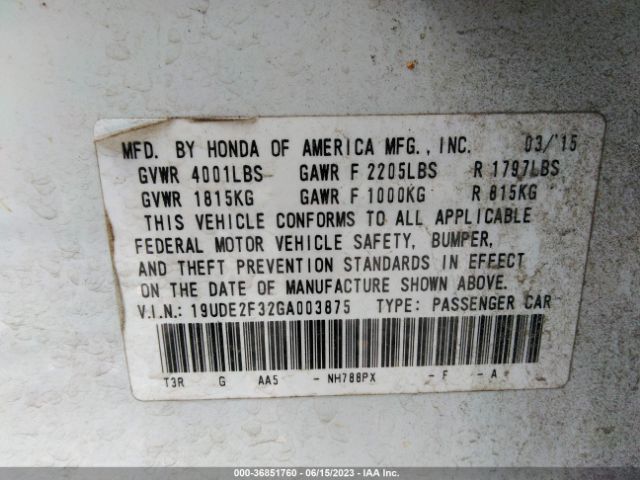 MFD. BY HONDA OF AMERICA MFG., INC. 03/'15
GVWR 4001LBS GAWR F 2205LBS R 1797LBS
GVWR 1815KG GAWR F 1000KG R 815KG
THIS VEHICLE CONFORMS TO ALL APPLICABLE
FEDERAL MOTOR VEHICLE SAFETY, BUMPER,
AND THEFT PREVENTION STANDARDS IN EFFECT
ON THE DATE OF MANUFACTURE SHOWN ABOVE.
V.I.N.: 19UDE2F32GA003875 TYPE: PASSENGER CAR
T3R G AA5 - NH788PX - F - A
000-36851760 - 06/15/2023 - IAA Inc.